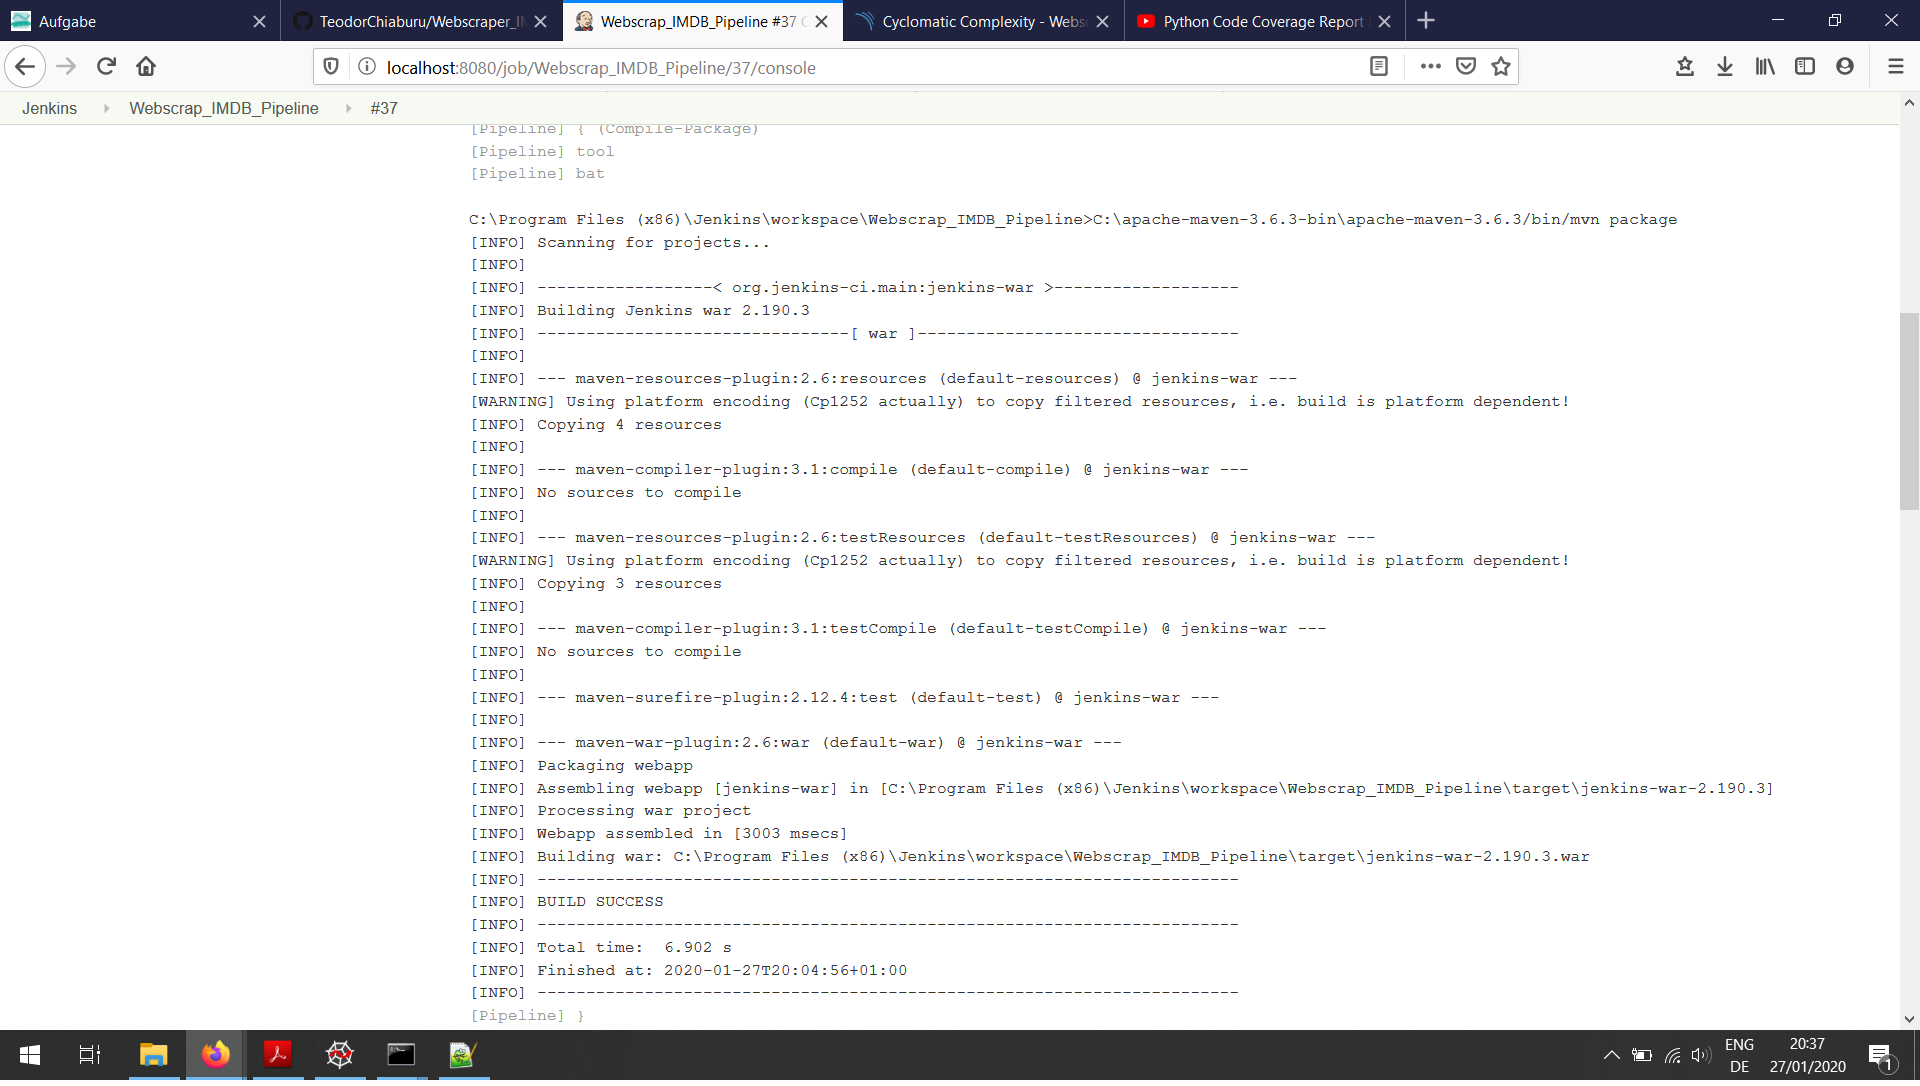 Aufgabe
TeodorChiaburu/Webscraper_I
Webscrap_IMDB_Pipeline #37
Cyclomatic Complexity - Webs
Python Code Coverage Report
localhost:8080/job/Webscrap_IMDB_Pipeline/37/console
Jenkins
Webscrap_IMDB_Pipeline
#37
[Pipeline] { (Compile-Package)
[Pipeline] tool
[Pipeline] bat
C:\Program Files (x86)\Jenkins\workspace\Webscrap_IMDB_Pipeline>C:\apache-maven-3.6.3-bin\apache-maven-3.6.3/bin/mvn package
[INFO] Scanning for projects...
[INFO]
[INFO] ------------------< org.jenkins-ci.main:jenkins-war >-------------------
[INFO] Building Jenkins war 2.190.3
[INFO] --------------------------------[ war ]---------------------------------
[INFO]
[INFO] --- maven-resources-plugin:2.6:resources (default-resources) @ jenkins-war ---
[WARNING] Using platform encoding (Cp1252 actually) to copy filtered resources, i.e. build is platform dependent!
[INFO] Copying 4 resources
[INFO]
[INFO] --- maven-compiler-plugin:3.1:compile (default-compile) @ jenkins-war ---
[INFO] No sources to compile
[INFO]
[INFO] --- maven-resources-plugin:2.6:testResources (default-testResources) @ jenkins-war ---
[WARNING] Using platform encoding (Cp1252 actually) to copy filtered resources, i.e. build is platform dependent!
[INFO] Copying 3 resources
[INFO]
[INFO] --- maven-compiler-plugin:3.1:testCompile (default-testCompile) @ jenkins-war ---
[INFO] No sources to compile
[INFO]
[INFO] --- maven-surefire-plugin:2.12.4:test (default-test) @ jenkins-war ---
[INFO]
[INFO] --- maven-war-plugin:2.6:war (default-war) @ jenkins-war ---
[INFO] Packaging webapp
[INFO] Assembling webapp [jenkins-war] in [C:\Program Files (x86)\Jenkins\workspace\Webscrap_IMDB_Pipeline\target\jenkins-war-2.190.3]
[INFO] Processing war project
[INFO] Webapp assembled in [3003 msecs]
[INFO] Building war: C:\Program Files (x86)\Jenkins\workspace\Webscrap_IMDB_Pipeline\target\jenkins-war-2.190.3.war
[INFO] ------------------------------------------------------------------------
[INFO] BUILD SUCCESS
[INFO] ------------------------------------------------------------------------
[INFO] Total time:  6.902 s
[INFO] Finished at: 2020-01-27T20:04:56+01:00
[INFO] ------------------------------------------------------------------------
[Pipeline] }
ENG
DE
20:37
27/01/2020
1